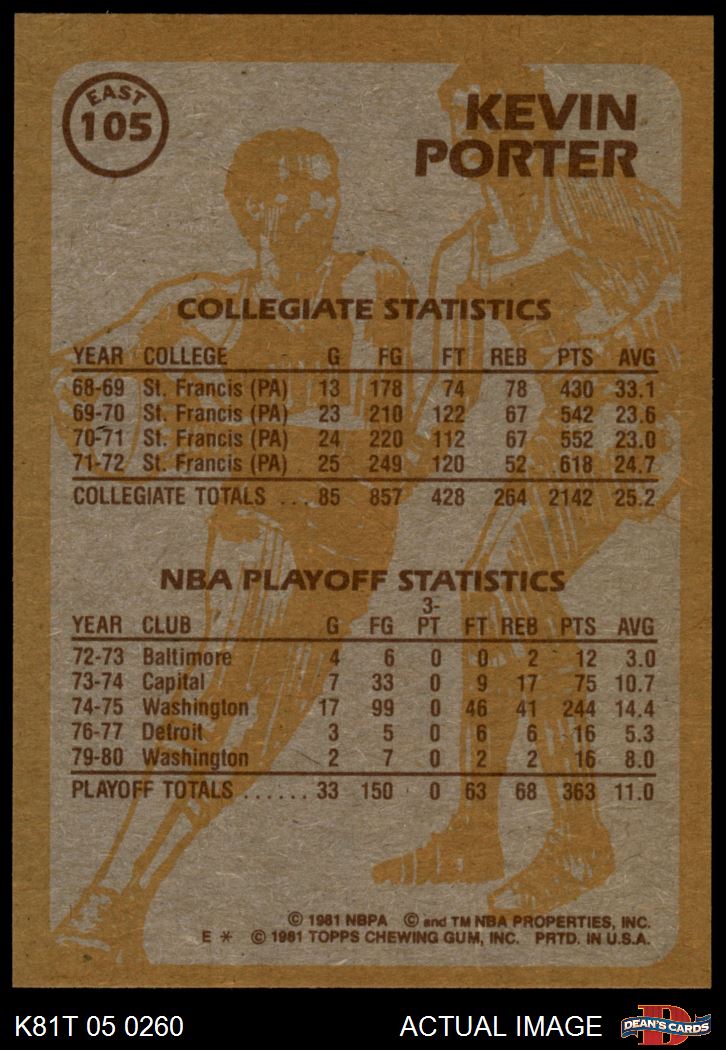 EAST
105
KEVIN
PORTER
COLLEGIATE STATISTICS
YEAR COLLEGE G FG FT REB PTS AVG
68-69 St. Francis (PA) 13 178 74 78 430 33.1
69-70 St. Francis (PA) 23 210 122 67 542 23.6
70-71 St. Francis (PA) 24 220 112 67 552 23.0
71-72 St. Francis (PA) 25 249 120 52 618 24.7
COLLEGIATE TOTALS ... 85 857 428 264 2142 25.2
NBA PLAYOFF STATISTICS
YEAR CLUB G FG 3-PT FT REB PTS AVG
72-73 Baltimore 4 6 0 0 2 12 3.0
73-74 Capital 7 33 0 9 17 75 10.7
74-75 Washington 17 99 0 46 41 244 14.4
76-77 Detroit 3 5 0 6 6 16 5.3
79-80 Washington 2 7 0 2 2 16 8.0
PLAYOFF TOTALS ...... 33 150 0 63 68 363 11.0
© 1981 NBPA © and TM NBA PROPERTIES, INC.
E * © 1981 TOPPS CHEWING GUM, INC. PRTD. IN U.S.A.
K81T 05 0260 ACTUAL IMAGE D DEAN'S CARDS